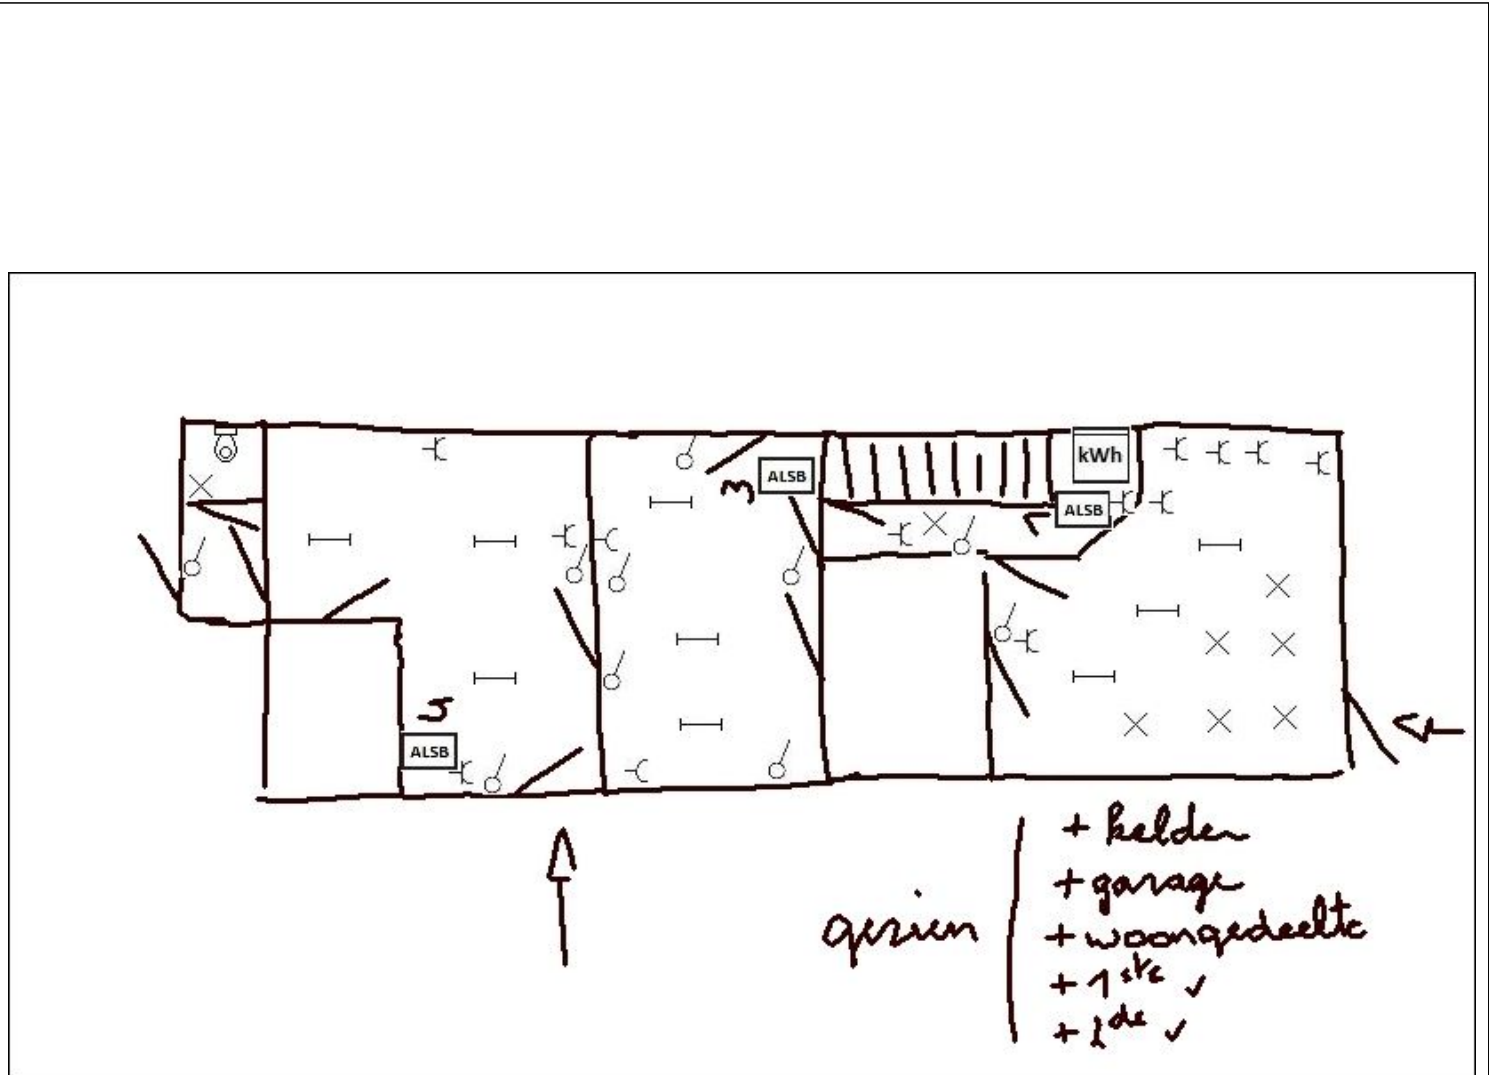 kWh
ALSB
3
ALSB
5
ALSB
+ kelder
+ garage
gezien
+ woongedeelte
+ 1ste ✓
+ 2de ✓